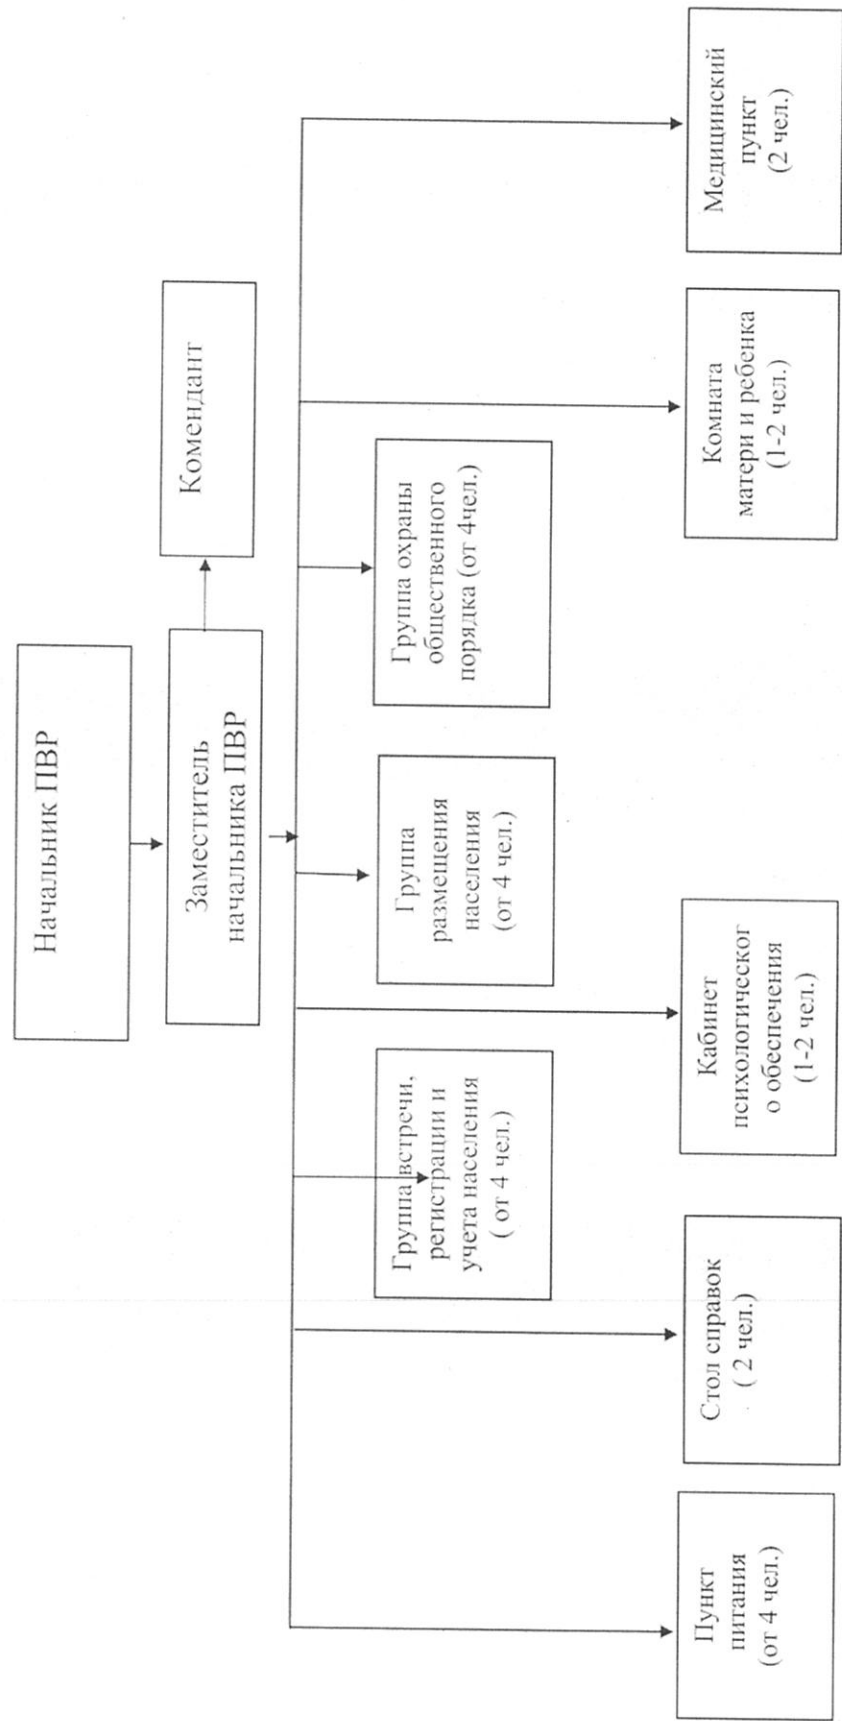 Начальник ПВР
Заместитель
начальника ПВР
Комендант
Группа встречи,
регистрации и
учета населения
( от 4 чел.)
Группа
размещения
населения
(от 4 чел.)
Группа охраны
общественного
порядка (от 4чел.)
Пункт
питания
(от 4 чел.)
Стол справок
( 2 чел.)
Кабинет
психологическог
о обеспечения
(1-2 чел.)
Комната
матери и ребенка
(1-2 чел.)
Медицинский
пункт
(2 чел.)